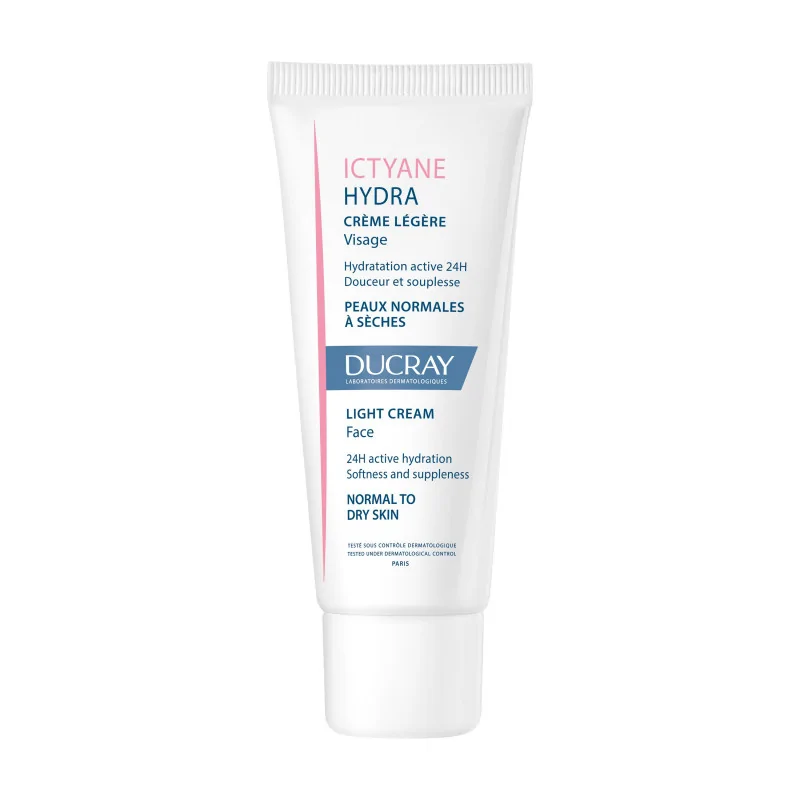 ICTYANE
HYDRA
CRÈME LÉGÈRE
Visage
Hydratation active 24H
Douceur et souplesse
PEAUX NORMALES
À SÈCHES
DUCRAY
LABORATOIRES DERMATOLOGIQUES
LIGHT CREAM
Face
24H active hydration
Softness and suppleness
NORMAL TO
DRY SKIN
TESTÉ SOUS CONTRÔLE DERMATOLOGIQUE
TESTED UNDER DERMATOLOGICAL CONTROL
PARIS